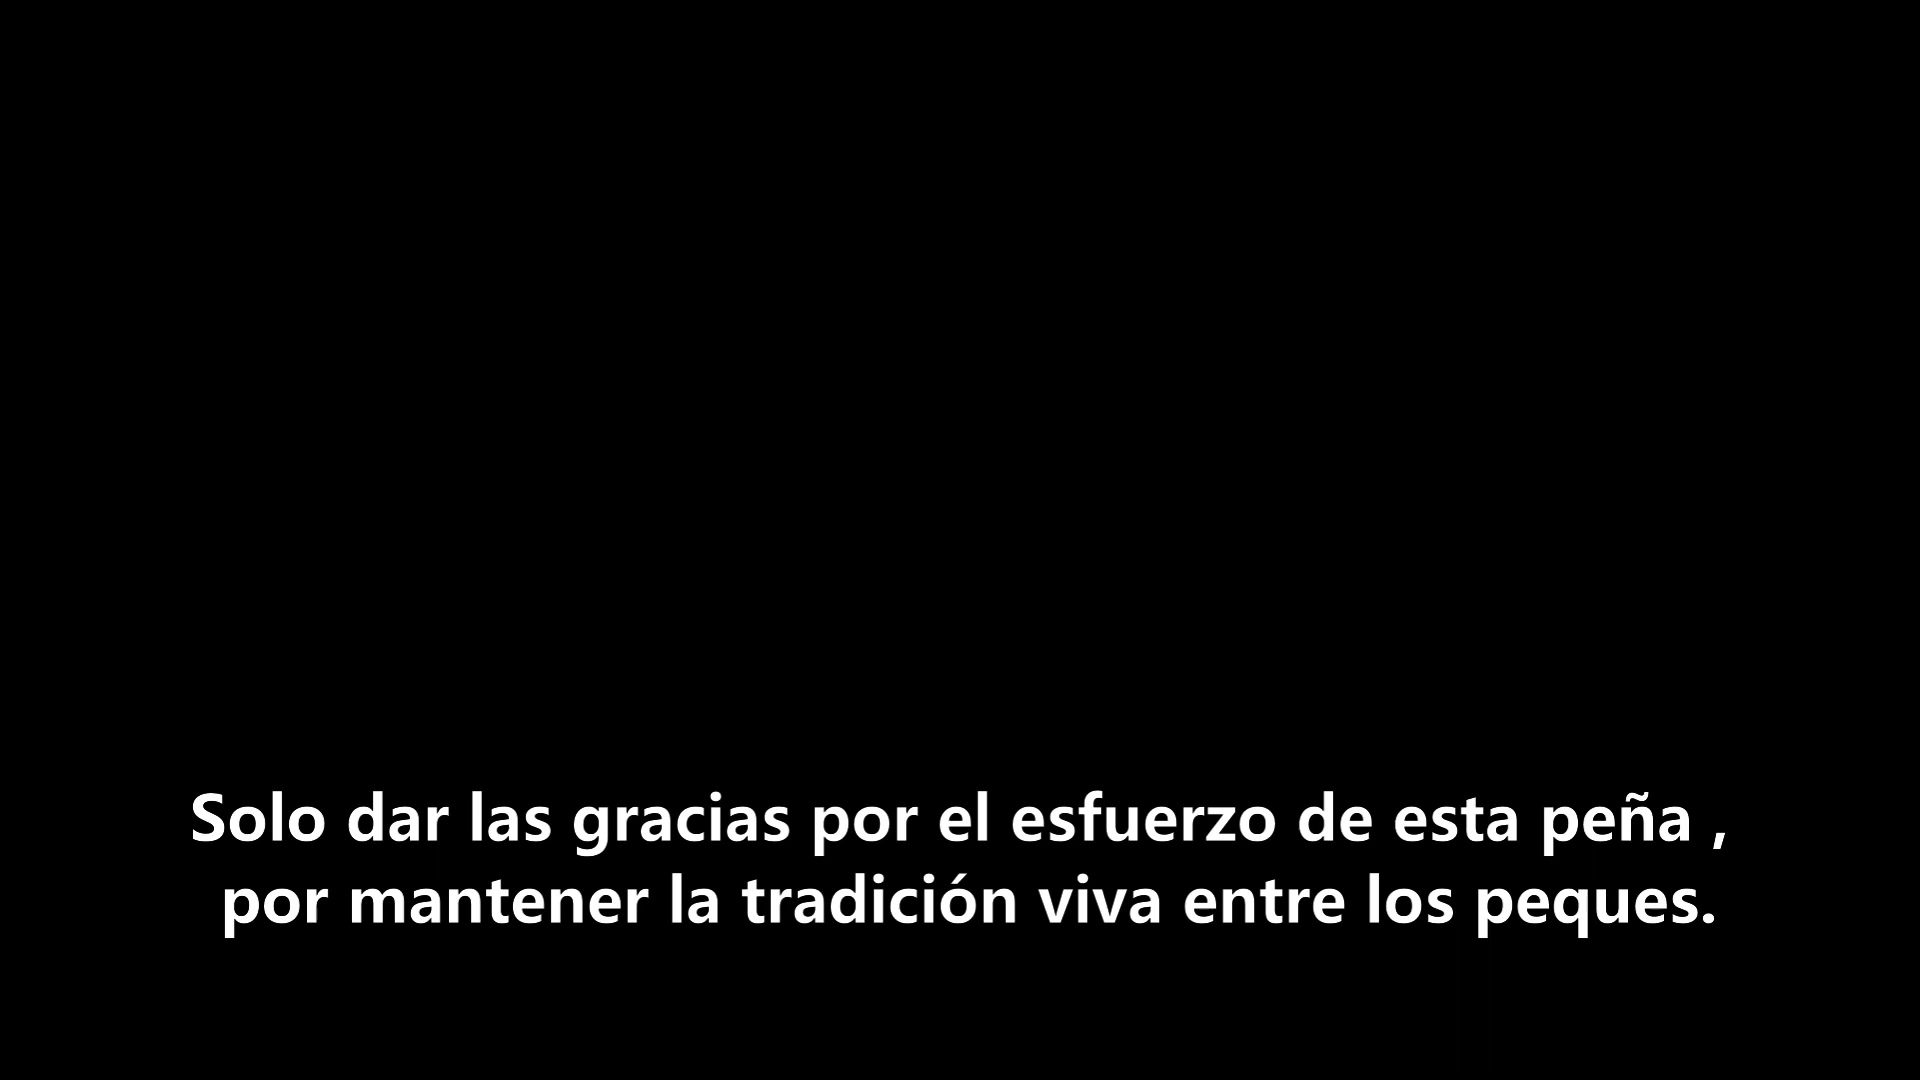 Solo dar las gracias por el esfuerzo de esta peña ,
por mantener la tradición viva entre los peques.